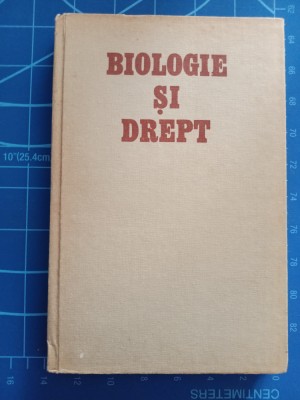 BIOLOGIE
ȘI
DREPT
10"(25.4cm)
CENTIMETERS